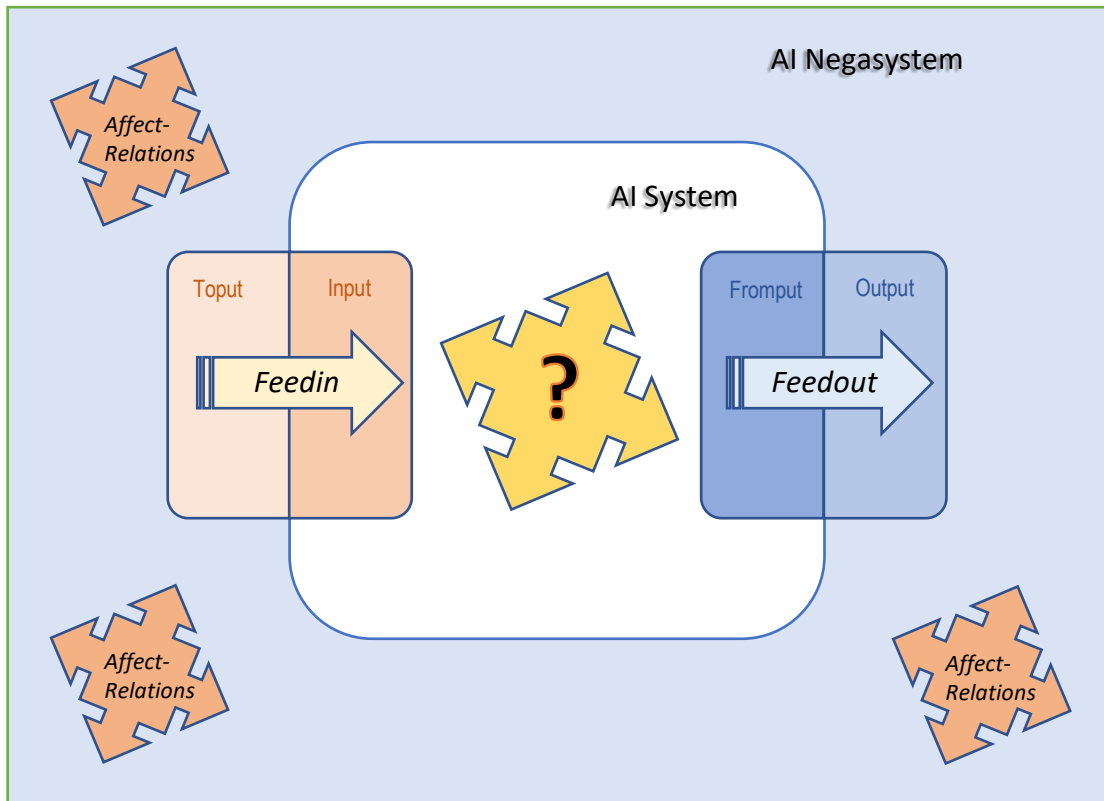 AI Negasystem
Affect-
Relations
AI System
Toput
Input
Fromput
Output
Feedin
?
Feedout
Affect-
Relations
Affect-
Relations